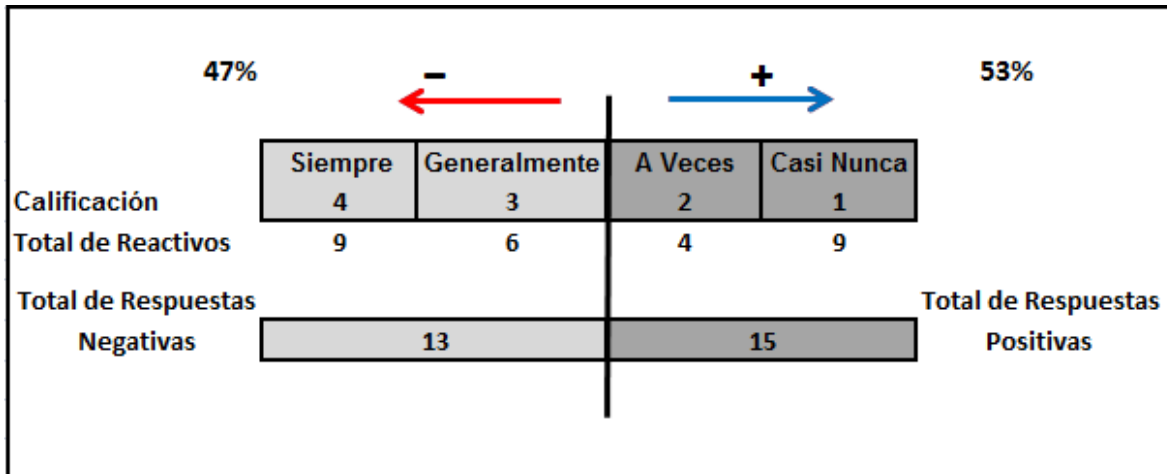 47% – + 53%
Siempre Generalmente A Veces Casi Nunca
Calificación 4 3 2 1
Total de Reactivos 9 6 4 9
Total de Respuestas Total de Respuestas
Negativas 13 15 Positivas